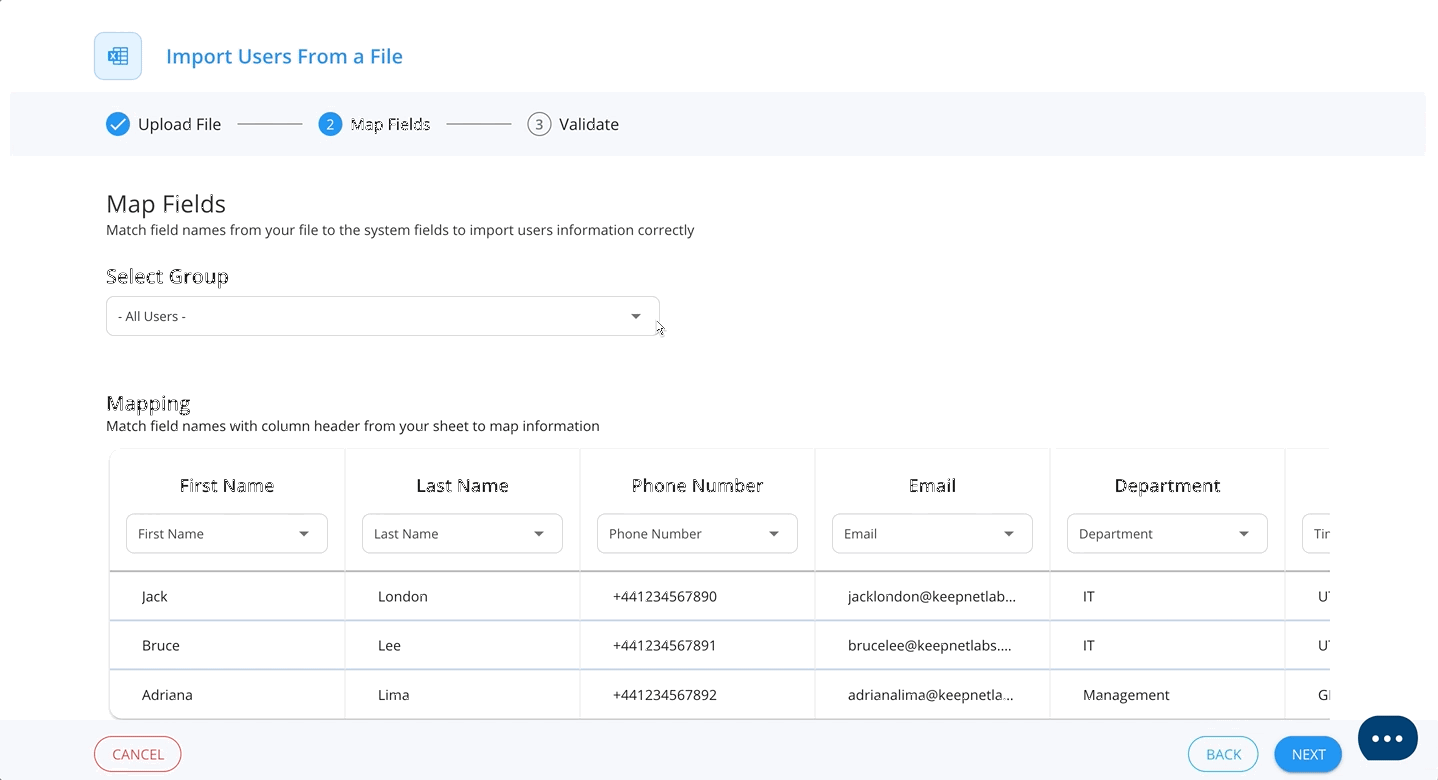 Import Users From a File
Upload File 2 Map Fields 3 Validate
Map Fields
Match field names from your file to the system fields to import users information correctly
Select Group
- All Users -
Mapping
Match field names with column header from your sheet to map information
First Name Last Name Phone Number Email Department
First Name Last Name Phone Number Email Department
Jack London +441234567890 jacklondon@keepnetlab... IT
Bruce Lee +441234567891 brucelee@keepnetlabs.... IT
Adriana Lima +441234567892 adrianalima@keepnetla... Management
CANCEL BACK NEXT